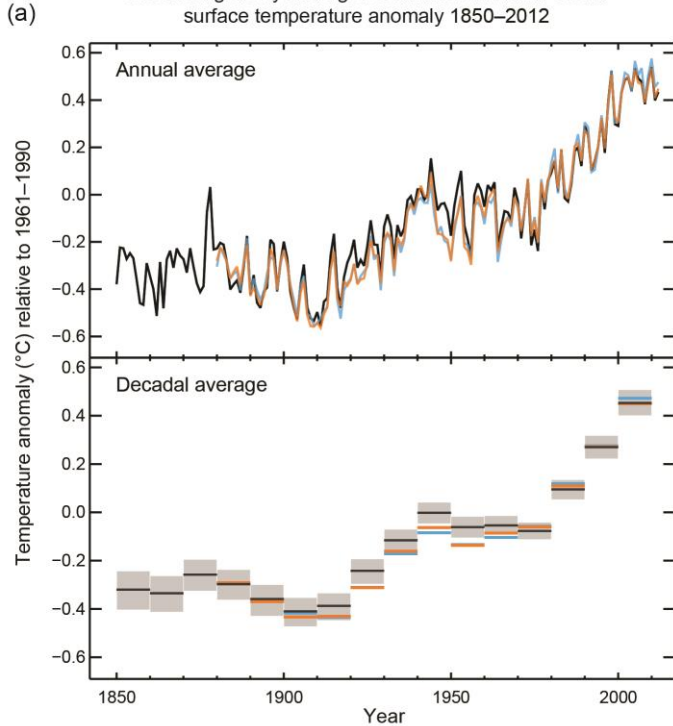 (a)
surface temperature anomaly 1850–2012
Temperature anomaly (°C) relative to 1961–1990
Annual average
0.6
0.4
0.2
0.0
−0.2
−0.4
−0.6
Decadal average
0.4
0.2
0.0
−0.2
−0.4
−0.6
1850
1900
1950
2000
Year